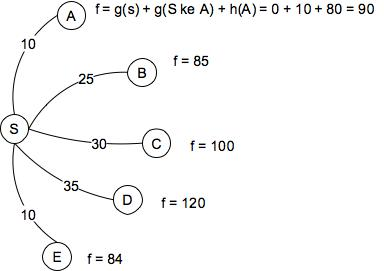 A f = g(s) + g(S ke A) + h(A) = 0 + 10 + 80 = 90
10
B f = 85
25
S
30 C f = 100
35 D f = 120
10
E f = 84